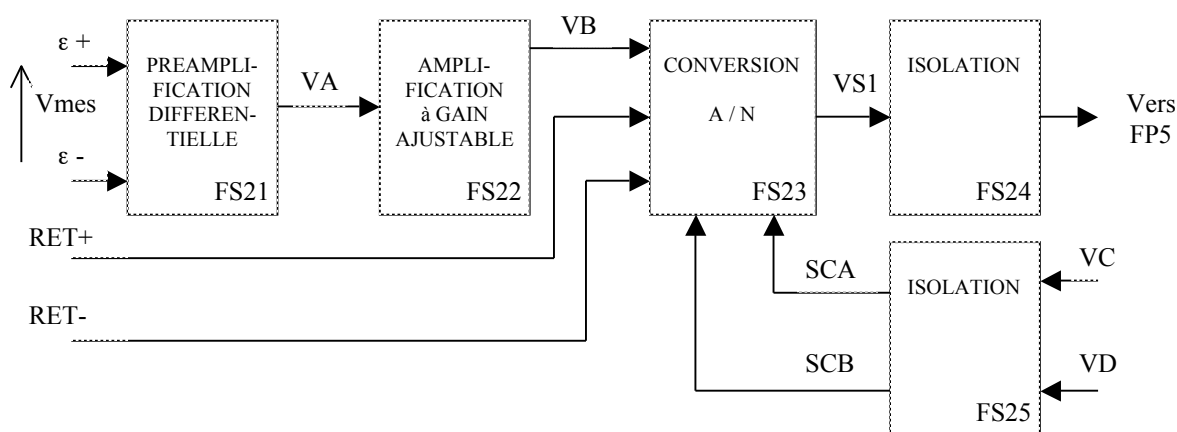 ε +
Vmes
ε -
PREAMPLI-
FICATION
DIFFEREN-
TIELLE
FS21
VA
AMPLI-
FICATION
à GAIN
AJUSTABLE
FS22
VB
CONVERSION
A / N
FS23
VS1
ISOLATION
FS24
Vers
FP5
RET+
RET-
SCA
SCB
ISOLATION
FS25
VC
VD